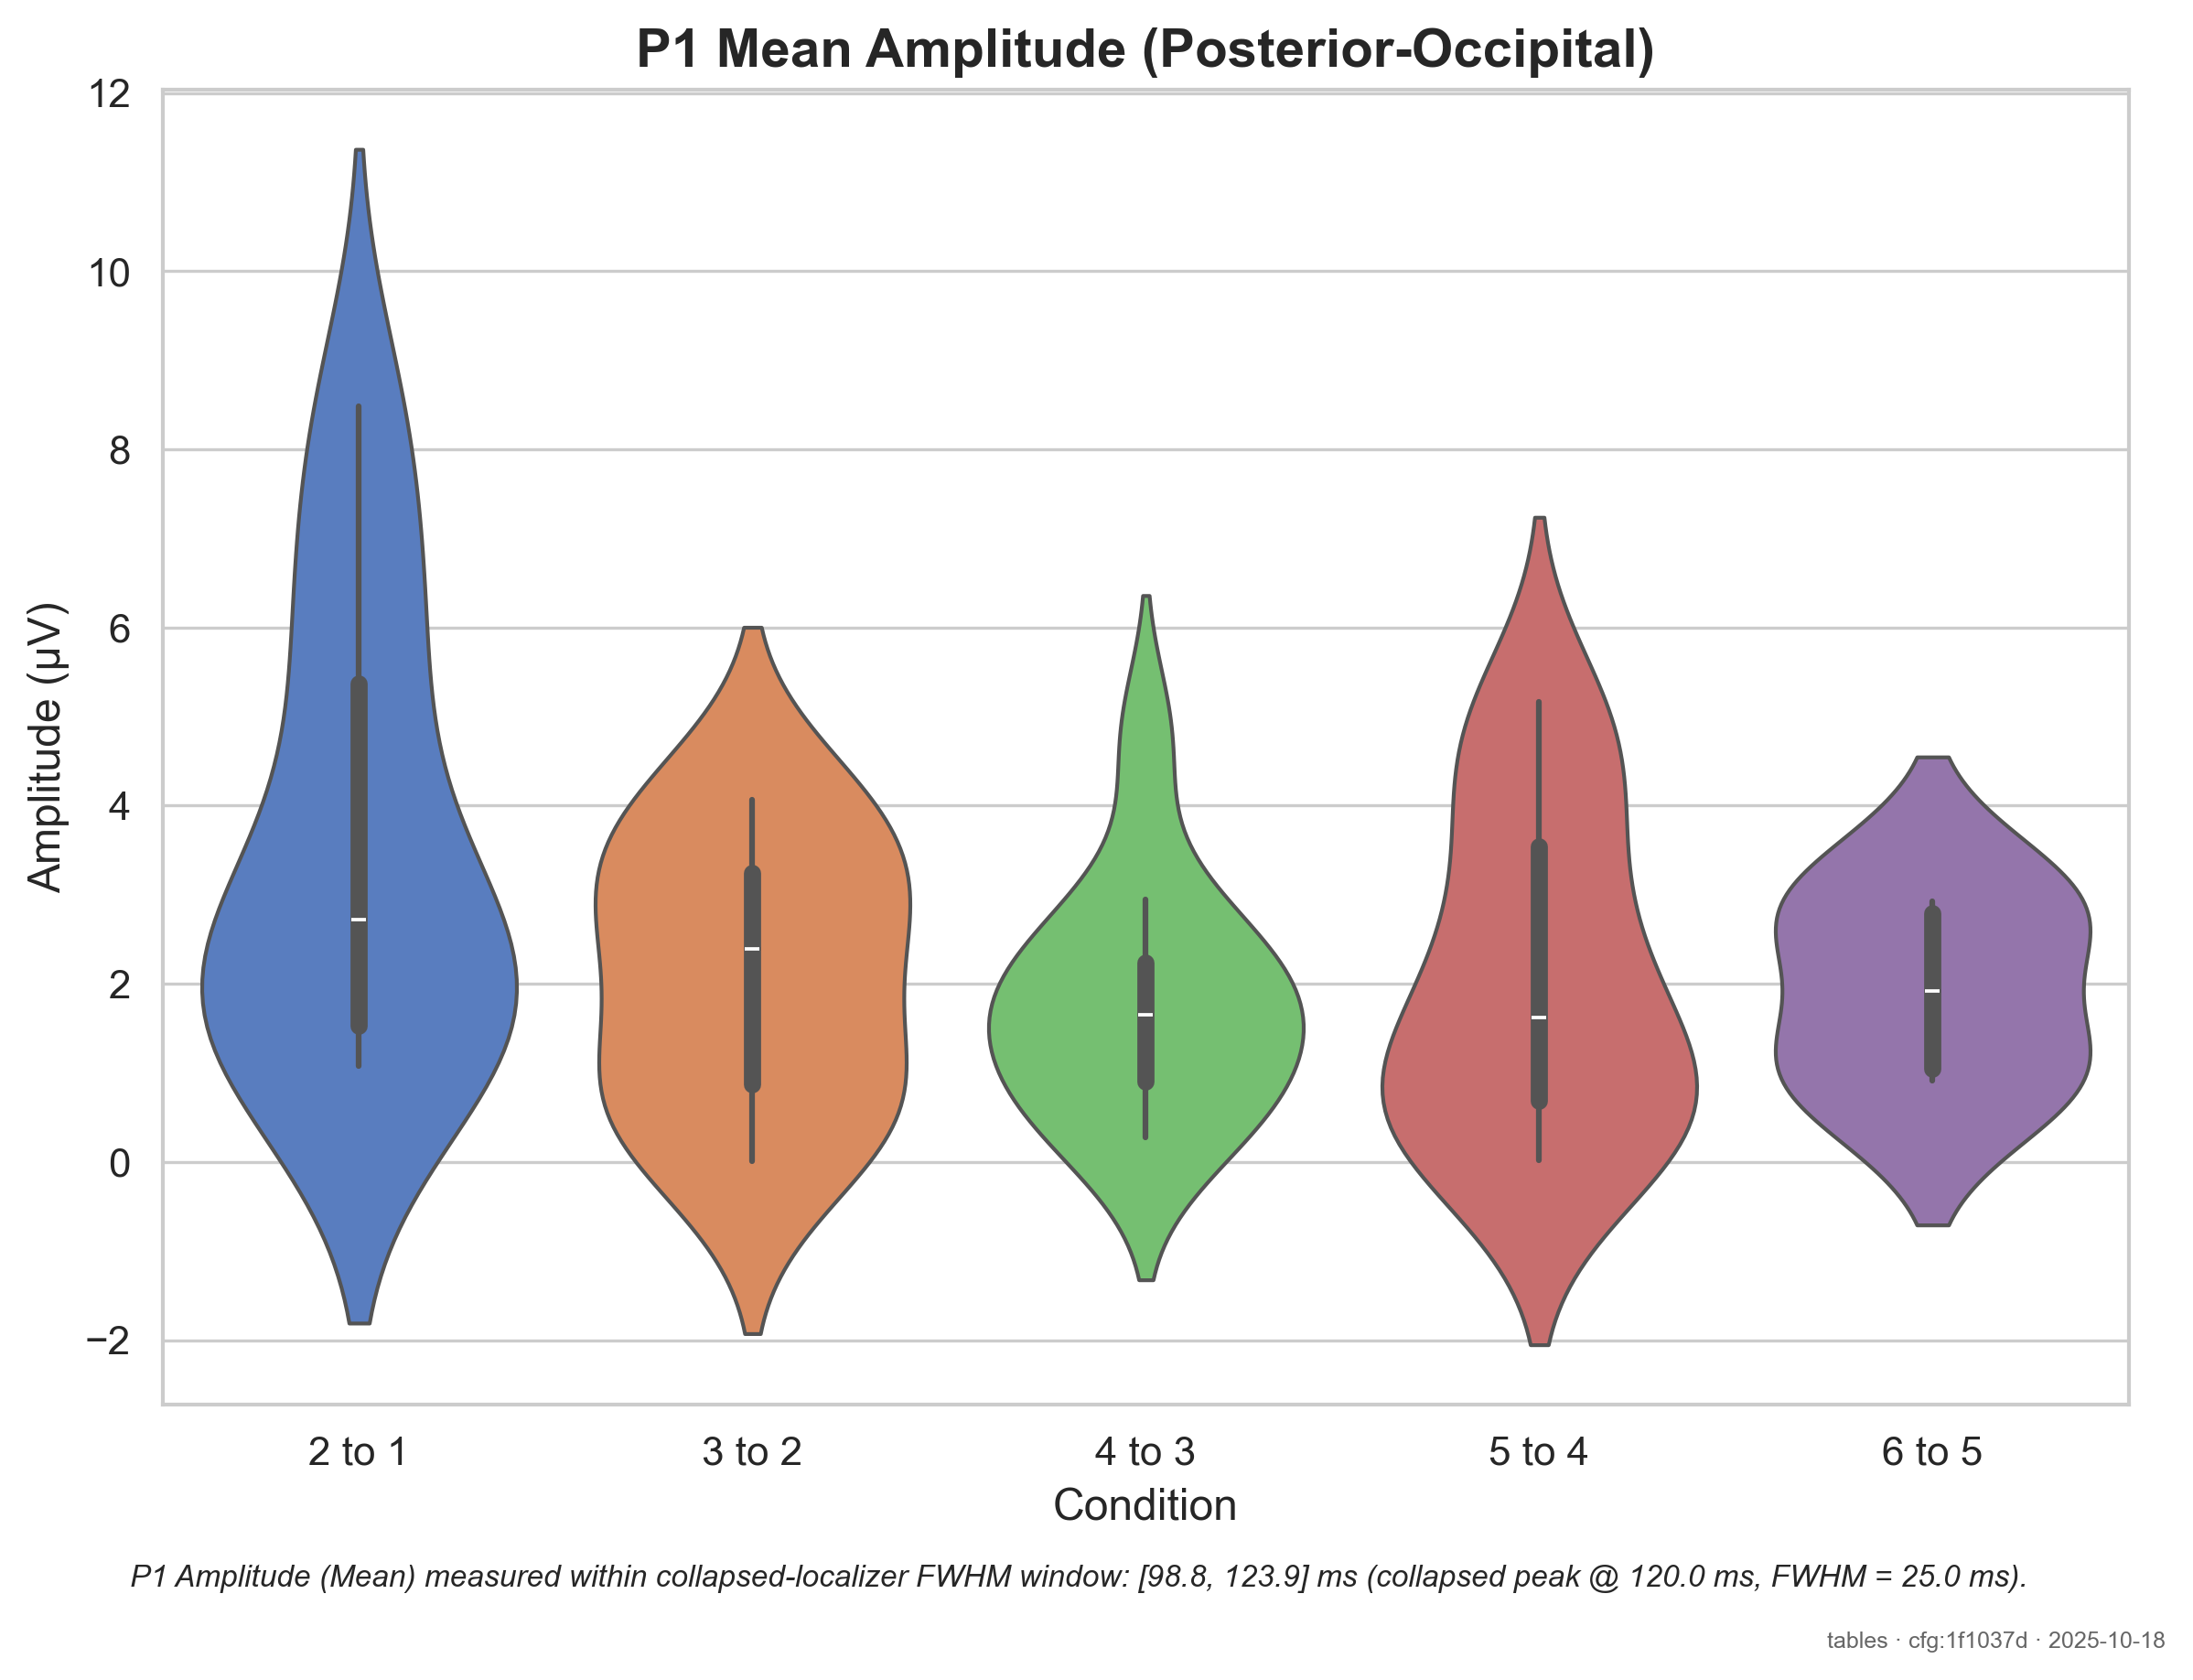 P1 Mean Amplitude (Posterior-Occipital)
12
10
8
6
4
2
0
−2
Amplitude (µV)
2 to 1
3 to 2
4 to 3
5 to 4
6 to 5
Condition
P1 Amplitude (Mean) measured within collapsed-localizer FWHM window: [98.8, 123.9] ms (collapsed peak @ 120.0 ms, FWHM = 25.0 ms).
tables · cfg:1f1037d · 2025-10-18